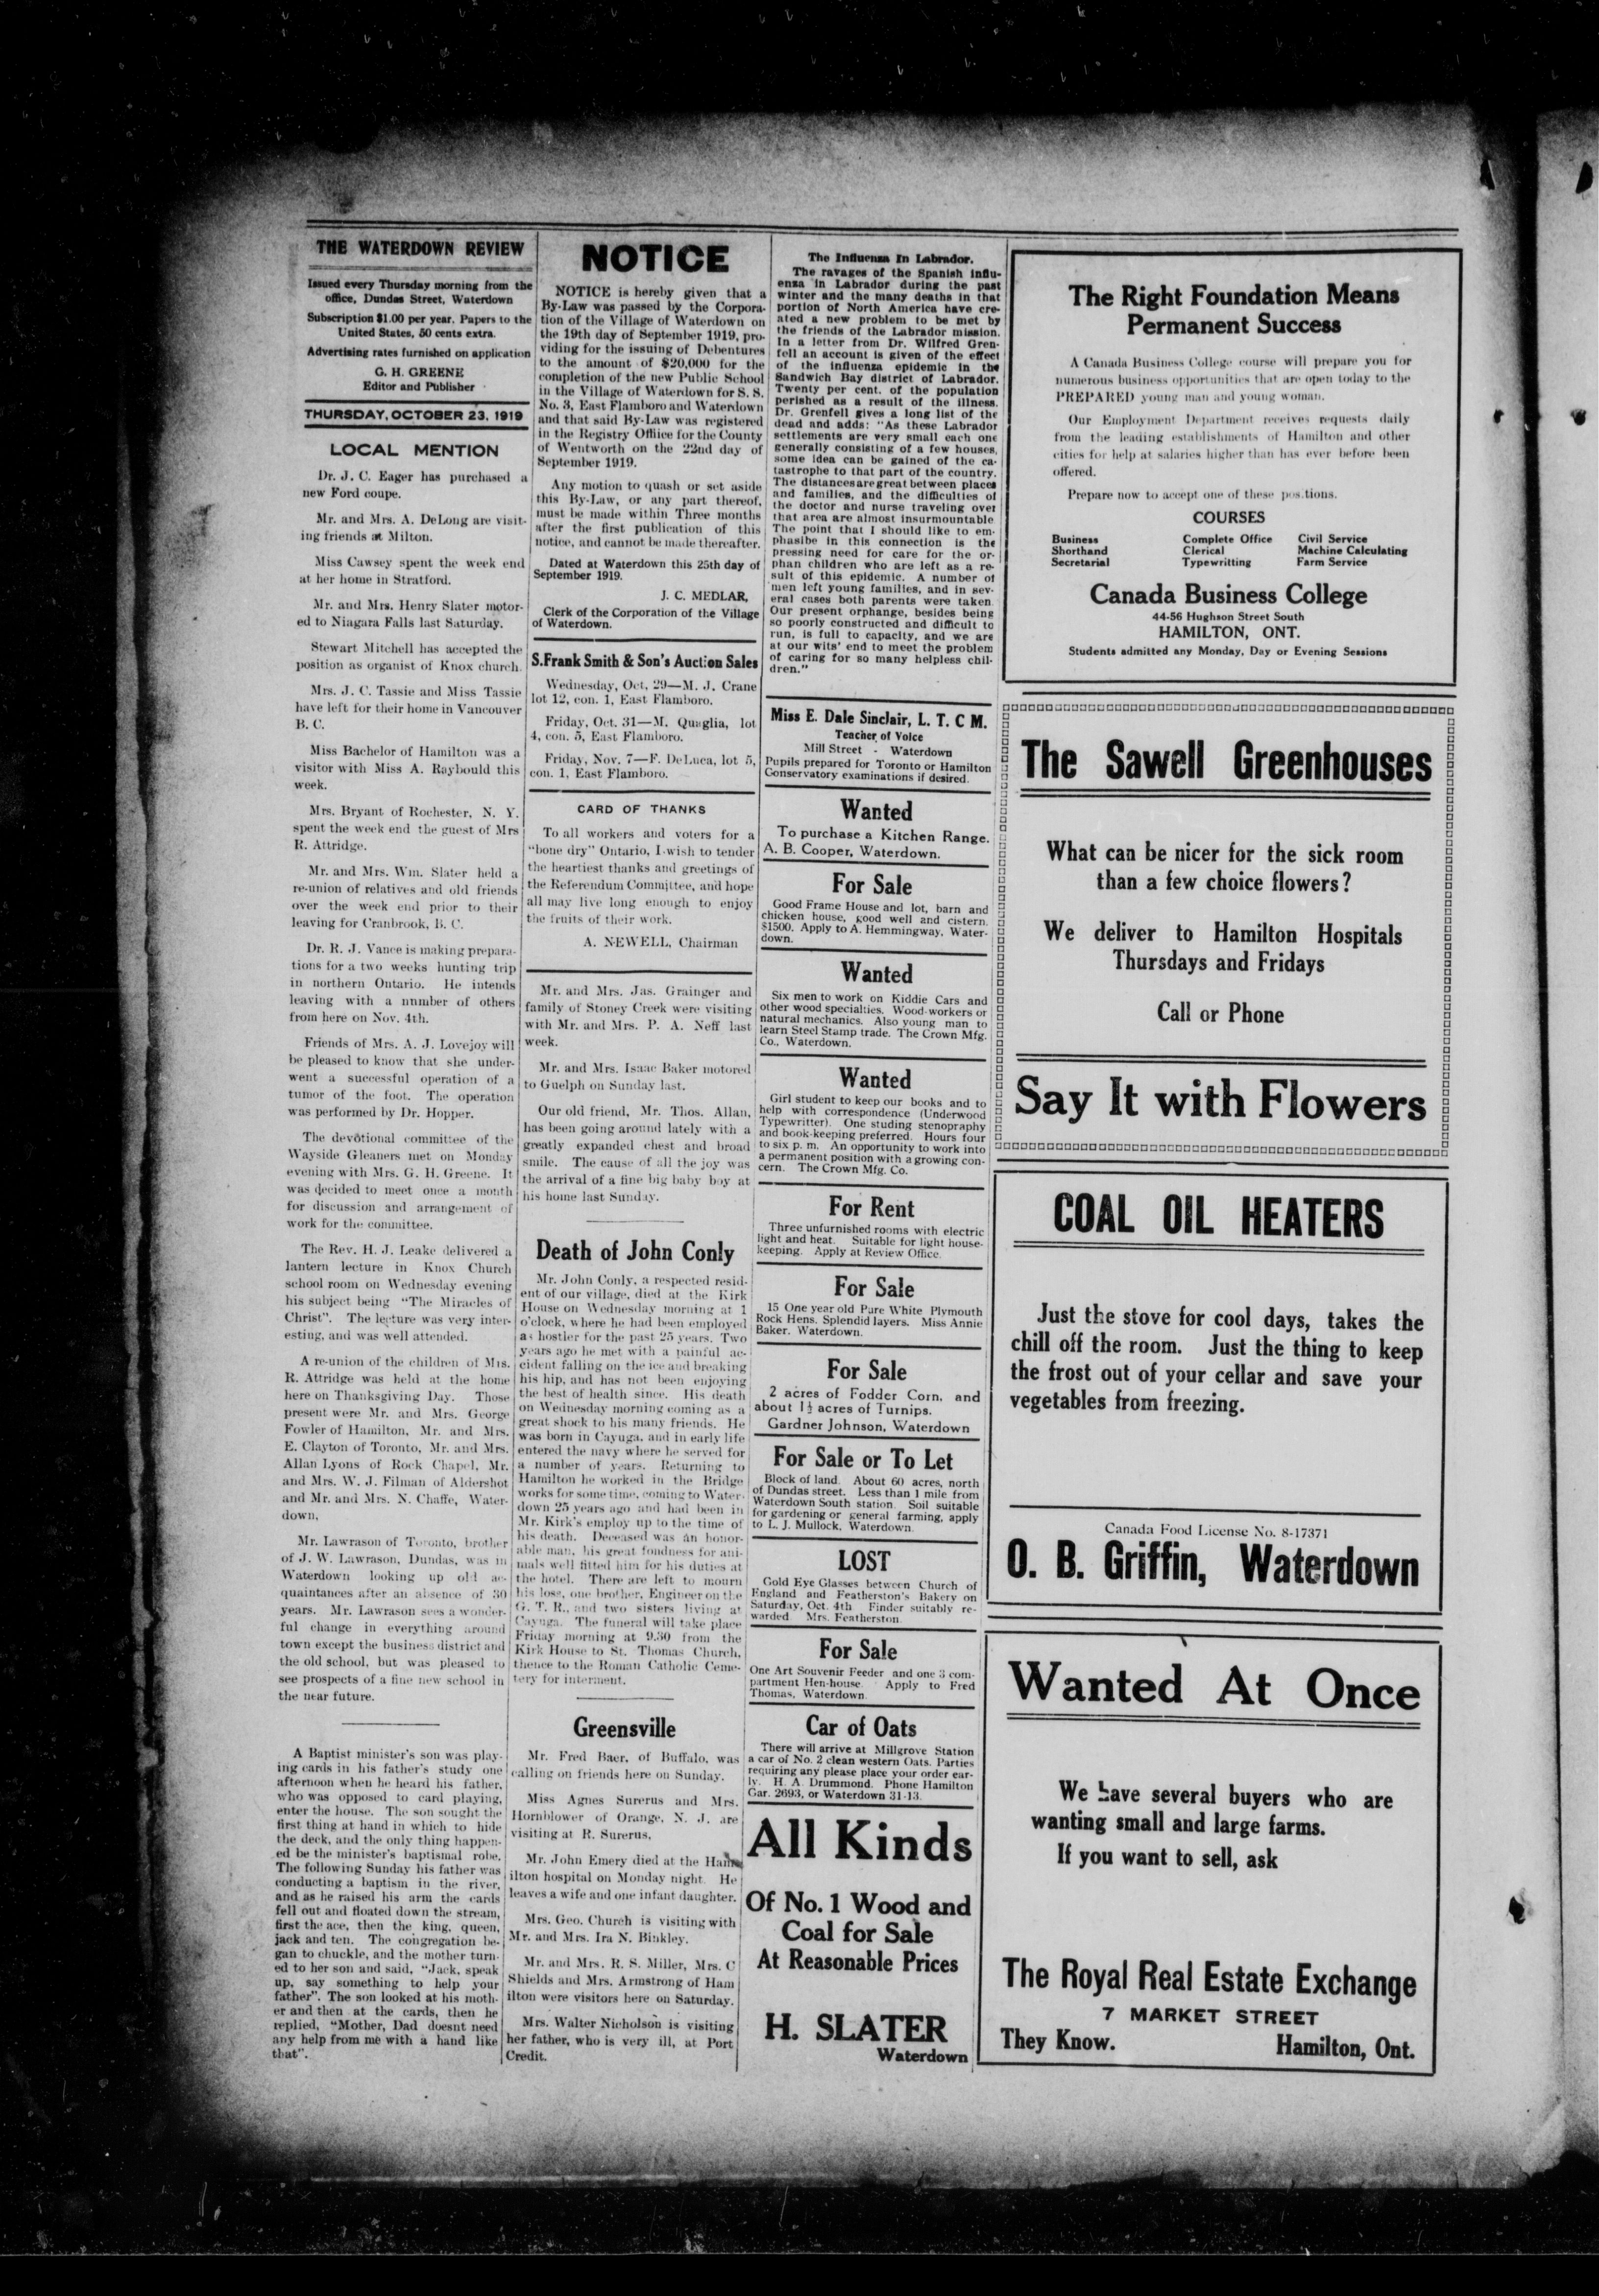 THE WATERDOWN REVIEW
Issued every Thursday morning from the
office, Dundas Street, Waterdown
Subscription $1.00 per year. Papers to the
United States, 50 cents extra.
Advertising rates furnished on application
G. H. GREENE
Editor and Publisher
THURSDAY, OCTOBER 23, 1919
LOCAL MENTION
Dr. J. C. Eager has purchased a
new Ford coupe.
Mr. and Mrs. A. DeLong are visit-
ing friends at Milton.
Miss Cawsey spent the week end
at her home in Stratford.
Mr. and Mrs. Henry Slater motor-
ed to Niagara Falls last Saturday.
Stewart Mitchell has accepted the
position as organist of Knox church.
Mrs. J. C. Tassie and Miss Tassie
have left for their home in Vancouver
B. C.
Miss Bachelor of Hamilton was a
visitor with Miss A. Raybould this
week.
Mrs. Bryant of Rochester, N. Y.
spent the week end the guest of Mrs
R. Attridge.
Mr. and Mrs. Wm. Slater held a
re-union of relatives and old friends
over the week end prior to their
leaving for Cranbrook, B. C.
Dr. R. J. Vance is making prepara-
tions for a two weeks hunting trip
in northern Ontario. He intends
leaving with a number of others
from here on Nov. 4th.
Friends of Mrs. A. J. Lovejoy will
be pleased to know that she under-
went a successful operation of a
tumor of the foot. The operation
was performed by Dr. Hopper.
The devotional committee of the
Wayside Gleaners met on Monday
evening with Mrs. G. H. Greene. It
was decided to meet once a month
for discussion and arrangement of
work for the committee.
The Rev. H. J. Leake delivered a
lantern lecture in Knox Church
school room on Wednesday evening
his subject being "The Miracles of
Christ". The lecture was very inter-
esting, and was well attended.
A re-union of the children of Mrs.
R. Attridge was held at the home
here on Thanksgiving Day. Those
present were Mr. and Mrs. George
Fowler of Hamilton, Mr. and Mrs.
E. Clayton of Toronto, Mr. and Mrs.
Allan Lyons of Rock Chapel, Mr.
and Mrs. W. J. Filman of Aldershot
and Mr. and Mrs. N. Chaffe, Water-
down.
Mr. Lawrason of Toronto, brother
of J. W. Lawrason, Dundas, was in
Waterdown looking up old ac-
quaintances after an absence of 30
years. Mr. Lawrason sees a wonder-
ful change in everything around
town except the business district and
the old school, but was pleased to
see prospects of a fine new school in
the near future.
A Baptist minister's son was play-
ing cards in his father's study one
afternoon when he heard his father,
who was opposed to card playing,
enter the house. The son sought the
first thing at hand in which to hide
the deck, and the only thing happen-
ed be the minister's baptismal robe.
The following Sunday his father was
conducting a baptism in the river,
and as he raised his arm the cards
fell out and floated down the stream,
first the ace, then the king, queen,
jack and ten. The congregation be-
gan to chuckle, and the mother turn-
ed to her son and said, "Jack, speak
up, say something to help your
father". The son looked at his moth-
er and then at the cards, then he
replied, "Mother, Dad doesnt need
any help from me with a hand like
that".
NOTICE
NOTICE is hereby given that a
By-Law was passed by the Corpora-
tion of the Village of Waterdown on
the 19th day of September 1919, pro-
viding for the issuing of Debentures
to the amount of $20,000 for the
completion of the new Public School
in the Village of Waterdown for S. S.
No. 3, East Flamboro and Waterdown
and that said By-Law was registered
in the Registry Offiice for the County
of Wentworth on the 22nd day of
September 1919.
Any motion to quash or set aside
this By-Law, or any part thereof,
must be made within Three months
after the first publication of this
notice, and cannot be made thereafter.
Dated at Waterdown this 25th day of
September 1919.
J. C. MEDLAR,
Clerk of the Corporation of the Village
of Waterdown.
S. Frank Smith & Son's Auction Sales
Wednesday, Oct. 29—M. J. Crane
lot 12, con. 1, East Flamboro.
Friday, Oct. 31—M. Quaglia, lot
4, con. 5, East Flamboro.
Friday, Nov. 7—F. DeLuca, lot 5,
con. 1, East Flamboro.
CARD OF THANKS
To all workers and voters for a
"bone dry" Ontario, I wish to tender
the heartiest thanks and greetings of
the Referendum Committee, and hope
all may live long enough to enjoy
the fruits of their work.
A. NEWELL, Chairman
Mr. and Mrs. Jas. Grainger and
family of Stoney Creek were visiting
with Mr. and Mrs. P. A. Neff last
week.
Mr. and Mrs. Isaac Baker motored
to Guelph on Sunday last.
Our old friend, Mr. Thos. Allan,
has been going around lately with a
greatly expanded chest and broad
smile. The cause of all the joy was
the arrival of a fine big baby boy at
his home last Sunday.
Death of John Conly
Mr. John Conly, a respected resid-
ent of our village, died at the Kirk
House on Wednesday morning at 1
o'clock, where he had been employed
as hostler for the past 25 years. Two
years ago he met with a painful ac-
cident falling on the ice and breaking
his hip, and has not been enjoying
the best of health since. His death
on Wednesday morning coming as a
great shock to his many friends. He
was born in Cayuga, and in early life
entered the navy where he served for
a number of years. Returning to
Hamilton he worked in the Bridge
works for some time, coming to Water-
down 25 years ago and had been in
Mr. Kirk's employ up to the time of
his death. Deceased was an honor-
able man, his great fondness for ani-
mals well fitted him for his duties at
the hotel. There are left to mourn
his loss, one brother, Engineer on the
G. T. R., and two sisters living at
Cayuga. The funeral will take place
Friday morning at 9.30 from the
Kirk House to St. Thomas Church,
thence to the Roman Catholic Ceme-
tery for interment.
Greensville
Mr. Fred Baer, of Buffalo, was
calling on friends here on Sunday.
Miss Agnes Surerus and Mrs.
Hornblower of Orange, N. J. are
visiting at R. Surerus.
Mr. John Emery died at the Ham-
ilton hospital on Monday night. He
leaves a wife and one infant daughter.
Mrs. Geo. Church is visiting with
Mr. and Mrs. Ira N. Binkley.
Mr. and Mrs. R. S. Miller, Mrs. C
Shields and Mrs. Armstrong of Ham
ilton were visitors here on Saturday.
Mrs. Walter Nicholson is visiting
her father, who is very ill, at Port
Credit.
The Influenza In Labrador.
The ravages of the Spanish influ-
enza in Labrador during the past
winter and the many deaths in that
portion of North America have cre-
ated a new problem to be met by
the friends of the Labrador mission.
In a letter from Dr. Wilfred Gren-
fell an account is given of the effect
of the influenza epidemic in the
Sandwich Bay district of Labrador.
Twenty per cent. of the population
perished as a result of the illness.
Dr. Grenfell gives a long list of the
dead and adds: "As these Labrador
settlements are very small each one
generally consisting of a few houses,
some idea can be gained of the ca-
tastrophe to that part of the country.
The distances are great between places
and families, and the difficulties of
the doctor and nurse traveling over
that area are almost insurmountable.
The point that I should like to em-
phasibe in this connection is the
pressing need for care for the or-
phan children who are left as a re-
sult of this epidemic. A number of
men left young families, and in sev-
eral cases both parents were taken.
Our present orphange, besides being
so poorly constructed and difficult to
run, is full to capacity, and we are
at our wits' end to meet the problem
of caring for so many helpless chil-
dren."
Miss E. Dale Sinclair, L. T. C M.
Teacher of Voice
Mill Street - Waterdown
Pupils prepared for Toronto or Hamilton
Conservatory examinations if desired.
Wanted
To purchase a Kitchen Range.
A. B. Cooper, Waterdown.
For Sale
Good Frame House and lot, barn and
chicken house, good well and cistern.
$1500. Apply to A. Hemmingway, Water-
down.
Wanted
Six men to work on Kiddie Cars and
other wood specialties. Wood-workers or
natural mechanics. Also young man to
learn Steel Stamp trade. The Crown Mfg.
Co., Waterdown.
Wanted
Girl student to keep our books and to
help with correspondence (Underwood
Typewritter). One studing stenopraphy
and book-keeping preferred. Hours four
to six p. m. An opportunity to work into
a permanent position with a growing con-
cern. The Crown Mfg. Co.
For Rent
Three unfurnished rooms with electric
light and heat. Suitable for light house-
keeping. Apply at Review Office.
For Sale
15 One year old Pure White Plymouth
Rock Hens. Splendid layers. Miss Annie
Baker. Waterdown.
For Sale
2 acres of Fodder Corn, and
about 1½ acres of Turnips.
Gardner Johnson, Waterdown
For Sale or To Let
Block of land. About 60 acres, north
of Dundas street. Less than 1 mile from
Waterdown South station. Soil suitable
for gardening or general farming, apply
to L. J. Mullock, Waterdown.
LOST
Gold Eye Glasses between Church of
England and Featherston's Bakery on
Saturday, Oct. 4th Finder suitably re-
warded. Mrs. Featherston.
For Sale
One Art Souvenir Feeder and one 3 com-
partment Hen-house. Apply to Fred
Thomas, Waterdown
Car of Oats
There will arrive at Millgrove Station
a car of No. 2 clean western Oats. Parties
requiring any please place your order ear-
ly. H. A. Drummond. Phone Hamilton
Gar. 2693, or Waterdown 31-13.
All Kinds
Of No. 1 Wood and
Coal for Sale
At Reasonable Prices
H. SLATER
Waterdown
The Right Foundation Means
Permanent Success
A Canada Business College course will prepare you for
numerous business opportunities that are open today to the
PREPARED young man and young woman.
Our Employment Department receives requests daily
from the leading establishments of Hamilton and other
cities for help at salaries higher than has ever before been
offered.
Prepare now to accept one of these positions.
COURSES
Business Complete Office Civil Service
Shorthand Clerical Machine Calculating
Secretarial Typewritting Farm Service
Canada Business College
44-56 Hughson Street South
HAMILTON, ONT.
Students admitted any Monday, Day or Evening Sessions
The Sawell Greenhouses
What can be nicer for the sick room
than a few choice flowers?
We deliver to Hamilton Hospitals
Thursdays and Fridays
Call or Phone
Say It with Flowers
COAL OIL HEATERS
Just the stove for cool days, takes the
chill off the room. Just the thing to keep
the frost out of your cellar and save your
vegetables from freezing.
Canada Food License No. 8-17371
O. B. Griffin, Waterdown
Wanted At Once
We have several buyers who are
wanting small and large farms.
If you want to sell, ask
The Royal Real Estate Exchange
7 MARKET STREET
They Know. Hamilton, Ont.